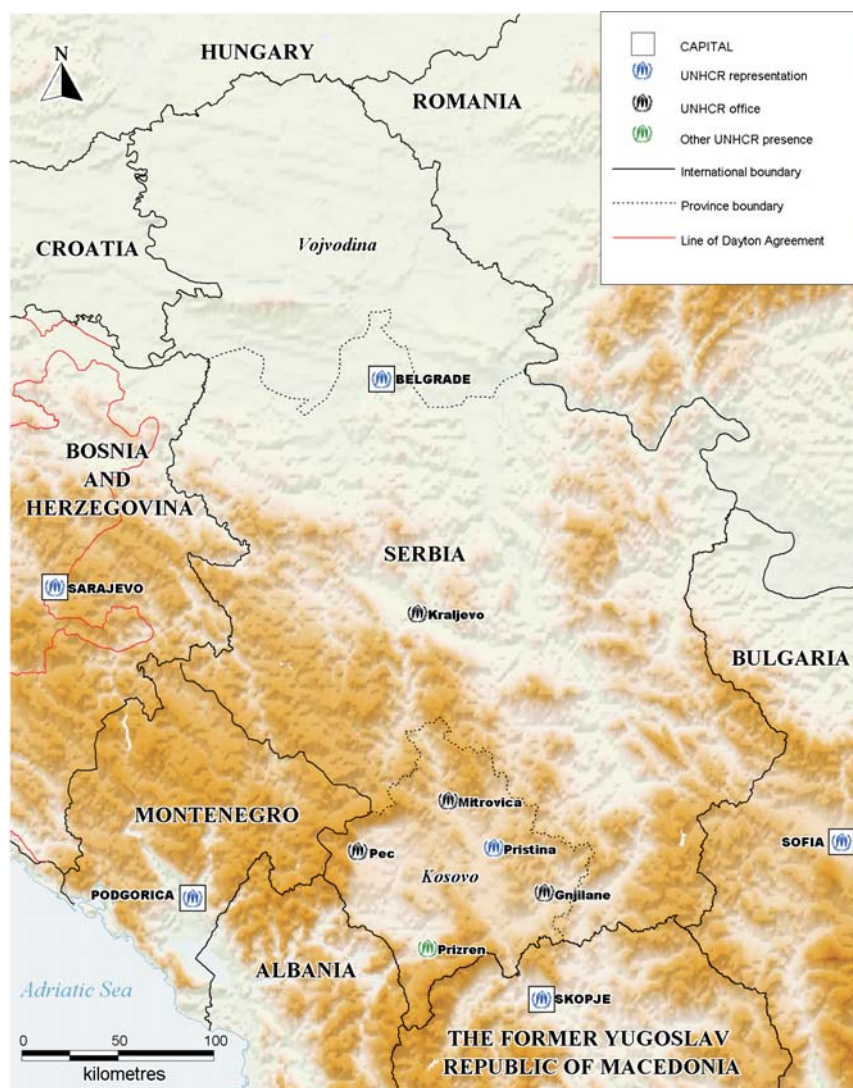 HUNGARY
N
ROMANIA
CAPITAL
UNHCR representation
UNHCR office
Other UNHCR presence
International boundary
Province boundary
Line of Dayton Agreement
CROATIA
Vojvodina
BELGRADE
BOSNIA
AND
HERZEGOVINA
SERBIA
SARAJEVO
Kraljevo
BULGARIA
MONTENEGRO
Mitrovica
Pec
Pristina
SOFIA
Kosovo
Gnjilane
PODGORICA
Prizren
ALBANIA
Adriatic Sea
SKOPJE
THE FORMER YUGOSLAV
REPUBLIC OF MACEDONIA
0 50 100
kilometres